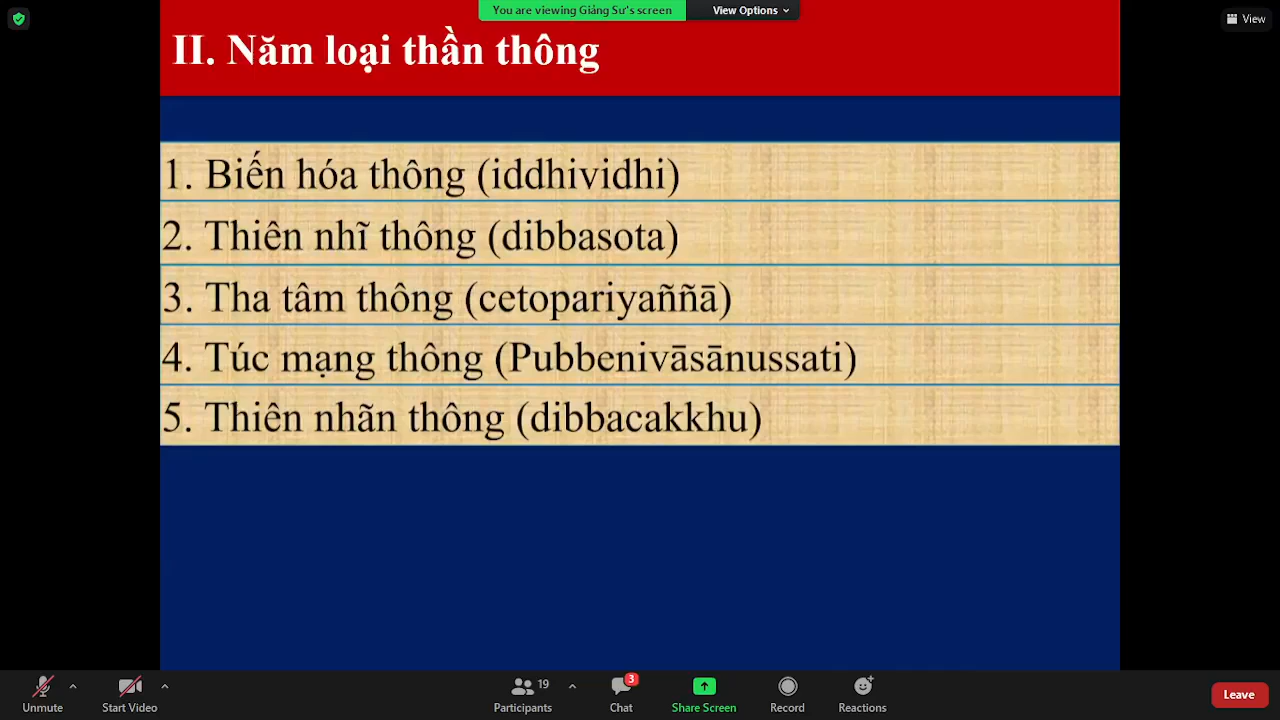 You are viewing Giảng Sư's screen
View Options
View
II. Năm loại thần thông
1. Biến hóa thông (iddhividhi)
2. Thiên nhĩ thông (dibbasota)
3. Tha tâm thông (cetopariyaññā)
4. Túc mạng thông (Pubbenivāsānussati)
5. Thiên nhãn thông (dibbacakkhu)
19
3
Unmute
Start Video
Participants
Chat
Share Screen
Record
Reactions
Leave